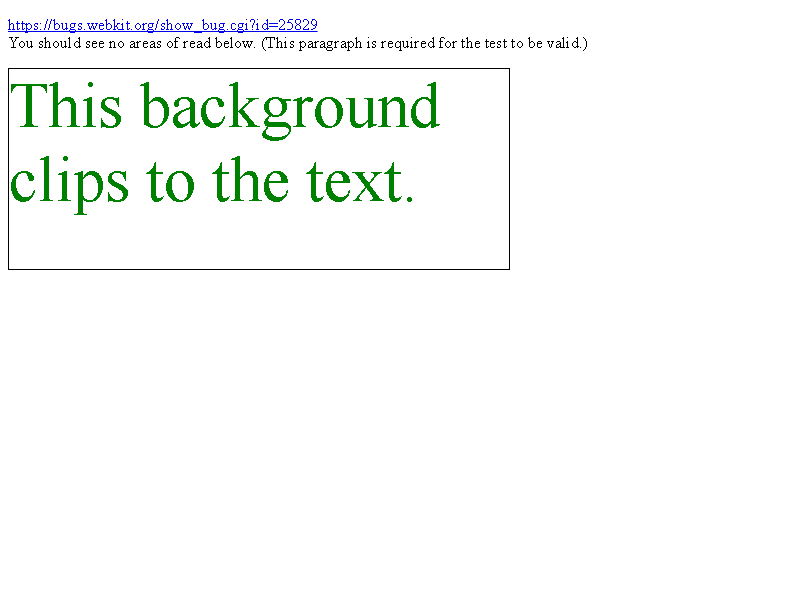 https://bugs.webkit.org/show_bug.cgi?id=25829
You should see no areas of read below. (This paragraph is required for the test to be valid.)
This background
clips to the text.